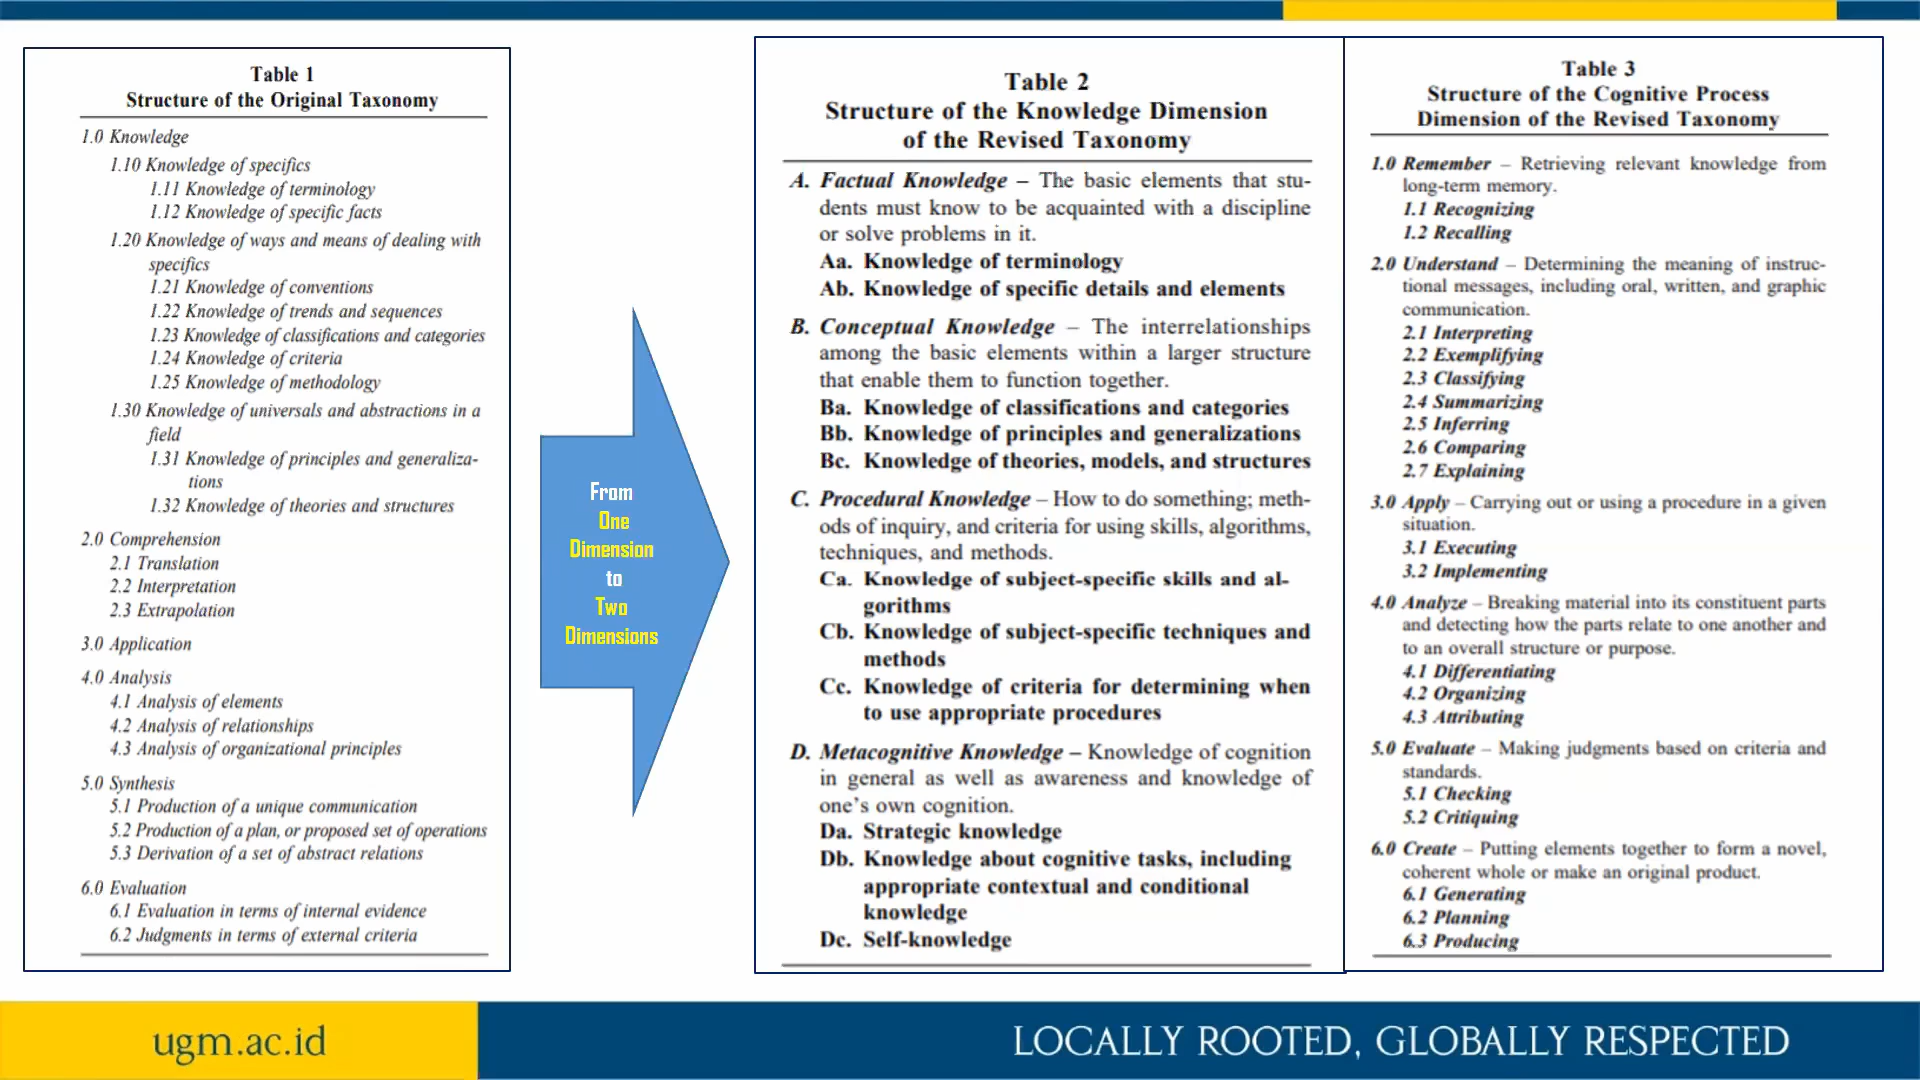 Table 1
Structure of the Original Taxonomy
1.0 Knowledge
1.10 Knowledge of specifics
1.11 Knowledge of terminology
1.12 Knowledge of specific facts
1.20 Knowledge of ways and means of dealing with
specifics
1.21 Knowledge of conventions
1.22 Knowledge of trends and sequences
1.23 Knowledge of classifications and categories
1.24 Knowledge of criteria
1.25 Knowledge of methodology
1.30 Knowledge of universals and abstractions in a
field
1.31 Knowledge of principles and generaliza-
tions
1.32 Knowledge of theories and structures
2.0 Comprehension
2.1 Translation
2.2 Interpretation
2.3 Extrapolation
3.0 Application
4.0 Analysis
4.1 Analysis of elements
4.2 Analysis of relationships
4.3 Analysis of organizational principles
5.0 Synthesis
5.1 Production of a unique communication
5.2 Production of a plan, or proposed set of operations
5.3 Derivation of a set of abstract relations
6.0 Evaluation
6.1 Evaluation in terms of internal evidence
6.2 Judgments in terms of external criteria
From
One
Dimension
to
Two
Dimensions
Table 2
Structure of the Knowledge Dimension
of the Revised Taxonomy
A. Factual Knowledge – The basic elements that stu-
dents must know to be acquainted with a discipline
or solve problems in it.
Aa. Knowledge of terminology
Ab. Knowledge of specific details and elements
B. Conceptual Knowledge – The interrelationships
among the basic elements within a larger structure
that enable them to function together.
Ba. Knowledge of classifications and categories
Bb. Knowledge of principles and generalizations
Bc. Knowledge of theories, models, and structures
C. Procedural Knowledge – How to do something; meth-
ods of inquiry, and criteria for using skills, algorithms,
techniques, and methods.
Ca. Knowledge of subject-specific skills and al-
gorithms
Cb. Knowledge of subject-specific techniques and
methods
Cc. Knowledge of criteria for determining when
to use appropriate procedures
D. Metacognitive Knowledge – Knowledge of cognition
in general as well as awareness and knowledge of
one's own cognition.
Da. Strategic knowledge
Db. Knowledge about cognitive tasks, including
appropriate contextual and conditional
knowledge
Dc. Self-knowledge
Table 3
Structure of the Cognitive Process
Dimension of the Revised Taxonomy
1.0 Remember – Retrieving relevant knowledge from
long-term memory.
1.1 Recognizing
1.2 Recalling
2.0 Understand – Determining the meaning of instruc-
tional messages, including oral, written, and graphic
communication.
2.1 Interpreting
2.2 Exemplifying
2.3 Classifying
2.4 Summarizing
2.5 Inferring
2.6 Comparing
2.7 Explaining
3.0 Apply – Carrying out or using a procedure in a given
situation.
3.1 Executing
3.2 Implementing
4.0 Analyze – Breaking material into its constituent parts
and detecting how the parts relate to one another and
to an overall structure or purpose.
4.1 Differentiating
4.2 Organizing
4.3 Attributing
5.0 Evaluate – Making judgments based on criteria and
standards.
5.1 Checking
5.2 Critiquing
6.0 Create – Putting elements together to form a novel,
coherent whole or make an original product.
6.1 Generating
6.2 Planning
6.3 Producing
ugm.ac.id
LOCALLY ROOTED, GLOBALLY RESPECTED